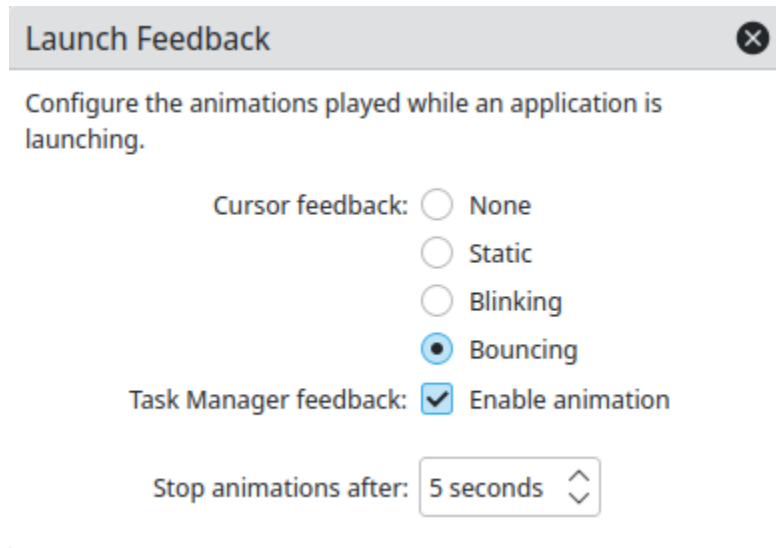 Launch Feedback
Configure the animations played while an application is
launching.
Cursor feedback: None
Static
Blinking
Bouncing
Task Manager feedback: Enable animation
Stop animations after: 5 seconds